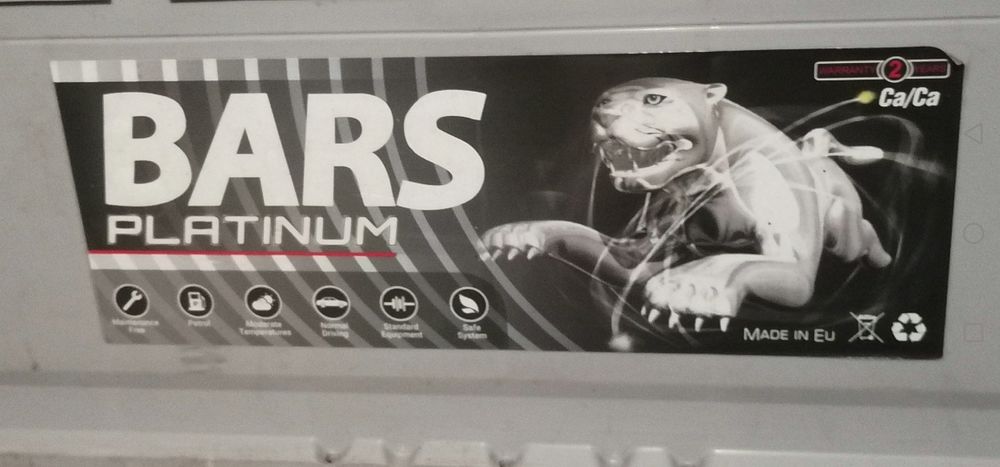 BARS
PLATINUM
WARRANTY 2 YEARS
Ca/Ca
Maintenance
Free
Petrol
Moderate
Temperatures
Normal
Driving
Standard
Equipment
Safe
System
MADE IN EU